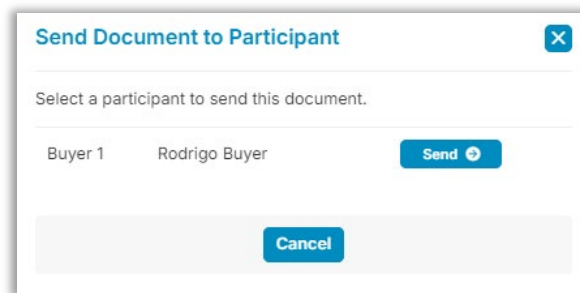 Send Document to Participant
Select a participant to send this document.
Buyer 1 Rodrigo Buyer Send
Cancel